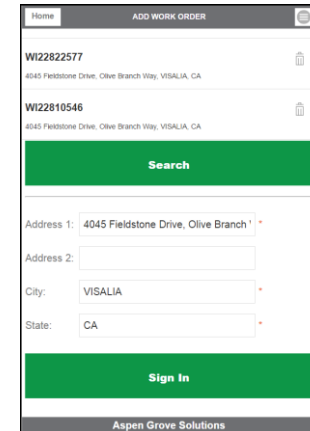 Home
ADD WORK ORDER
WI22822577
4045 Fieldstone Drive, Olive Branch Way, VISALIA, CA
WI22810546
4045 Fieldstone Drive, Olive Branch Way, VISALIA, CA
Search
Address 1: 4045 Fieldstone Drive, Olive Branch *
Address 2:
City: VISALIA *
State: CA *
Sign In
Aspen Grove Solutions